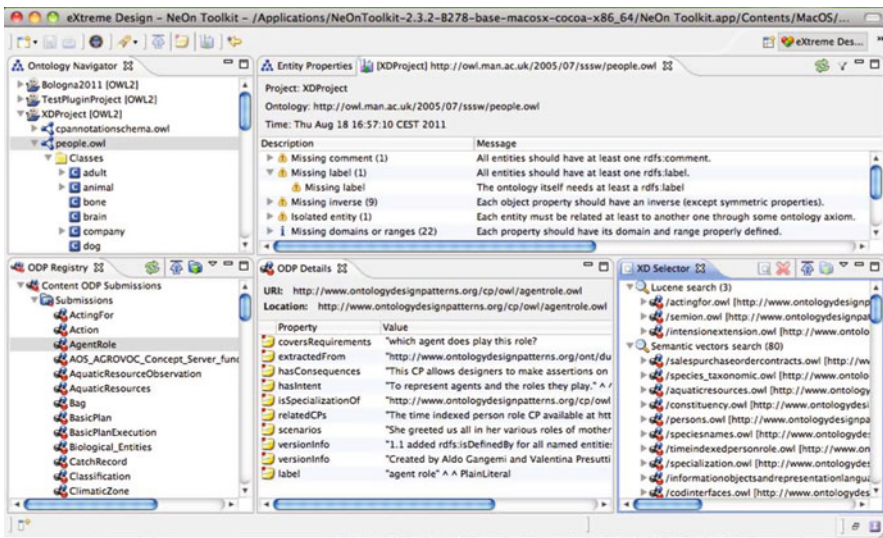 eXtreme Design - NeOn Toolkit - /Applications/NeOnToolkit-2.3.2-B278-base-macosx-cocoa-x86_64/NeOn Toolkit.app/Contents/MacOS/...
eXtreme Des...
Ontology Navigator
Bologna2011 [OWL2]
TestPluginProject [OWL2]
XDProject [OWL2]
cpannotationschema.owl
people.owl
Classes
adult
animal
bone
brain
company
dog
Entity Properties
[XDProject] http://owl.man.ac.uk/2005/07/sssw/people.owl
Project: XDProject
Ontology: http://owl.man.ac.uk/2005/07/sssw/people.owl
Time: Thu Aug 18 16:57:10 CEST 2011
Description Message
Missing comment (1) All entities should have at least one rdfs:comment.
Missing label (1) All entities should have at least one rdfs:label.
Missing label The ontology itself needs at least a rdfs:label
Missing inverse (9) Each object property should have an inverse (except symmetric properties).
Isolated entity (1) Each entity must be related at least to another one through some ontology axiom.
Missing domains or ranges (22) Each property should have its domain and range properly defined.
ODP Registry
Content ODP Submissions
Submissions
ActingFor
Action
AgentRole
AOS_AGROVOC_Concept_Server_func
AquaticResourceObservation
AquaticResources
Bag
BasicPlan
BasicPlanExecution
Biological_Entities
CatchRecord
Classification
ClimaticZone
ODP Details
URI: http://www.ontologydesignpatterns.org/cp/owl/agentrole.owl
Location: http://www.ontologydesignpatterns.org/cp/owl/agentrole.owl
Property Value
coversRequirements "which agent does play this role?
extractedFrom "http://www.ontologydesignpatterns.org/ont/du
hasConsequences "This CP allows designers to make assertions on
hasIntent "To represent agents and the roles they play." ^ ^
isSpecializationOf "http://www.ontologydesignpatterns.org/cp/owl
relatedCPs "The time indexed person role CP available at htt
scenarios "She greeted us all in her various roles of mother
versionInfo "1.1 added rdfs:isDefinedBy for all named entitie
versionInfo "Created by Aldo Gangemi and Valentina Presutti
label "agent role" ^ ^ PlainLiteral
XD Selector
Lucene search (3)
/actingfor.owl [http://www.ontologydesignp
/semion.owl [http://www.ontologydesignpat
/intensionextension.owl [http://www.ontolo
Semantic vectors search (80)
/salespurchaseordercontracts.owl [http://ww
/species_taxonomic.owl [http://www.ontolo
/aquaticresources.owl [http://www.ontolog
/constituency.owl [http://www.ontologydesi
/persons.owl [http://www.ontologydesignpa
/speciesnames.owl [http://www.ontologydes
/timeindexedpersonrole.owl [http://www.on
/specialization.owl [http://www.ontologydes
/informationobjectsandrepresentationlangua
/codinterfaces.owl [http://www.ontologydes